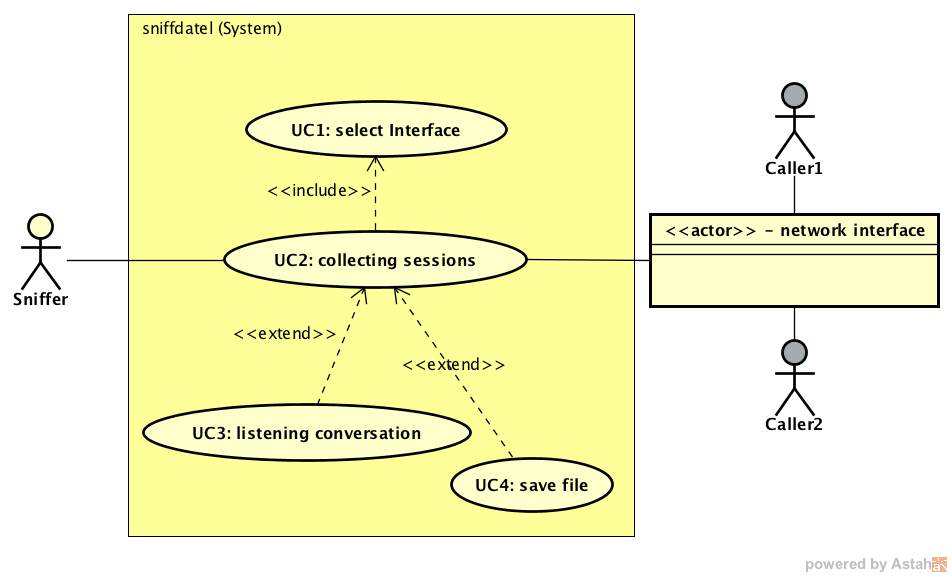 sniffdatel (System)
UC1: select Interface
<<include>>
Caller1
Sniffer
UC2: collecting sessions
<<actor>> - network interface
<<extend>>
<<extend>>
Caller2
UC3: listening conversation
UC4: save file
powered by Astah